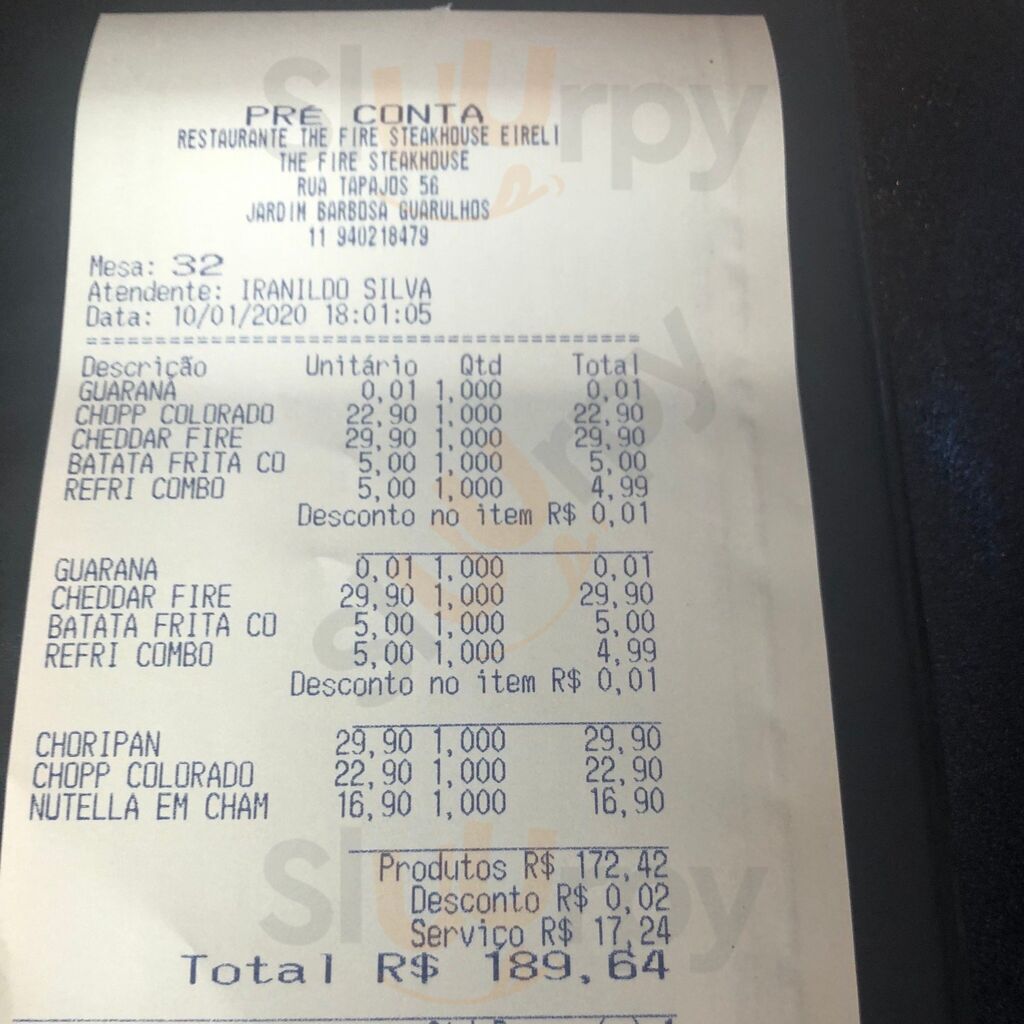 PRÉ CONTA
RESTAURANTE THE FIRE STEAKHOUSE EIRELI
THE FIRE STEAKHOUSE
RUA TAPAJOS 56
JARDIM BARBOSA GUARULHOS
11 940218479
Mesa: 32
Atendente: IRANILDO SILVA
Data: 10/01/2020 18:01:05
================================================
Descrição Unitário Qtd Total
GUARANA 0,01 1,000 0,01
CHOPP COLORADO 22,90 1,000 22,90
CHEDDAR FIRE 29,90 1,000 29,90
BATATA FRITA CO 5,00 1,000 5,00
REFRI COMBO 5,00 1,000 4,99
Desconto no item R$ 0,01
GUARANA 0,01 1,000 0,01
CHEDDAR FIRE 29,90 1,000 29,90
BATATA FRITA CO 5,00 1,000 5,00
REFRI COMBO 5,00 1,000 4,99
Desconto no item R$ 0,01
CHORIPAN 29,90 1,000 29,90
CHOPP COLORADO 22,90 1,000 22,90
NUTELLA EM CHAM 16,90 1,000 16,90
Produtos R$ 172,42
Desconto R$ 0,02
Serviço R$ 17,24
Total R$ 189,64
Slurpy
Slurpy
Slurpy